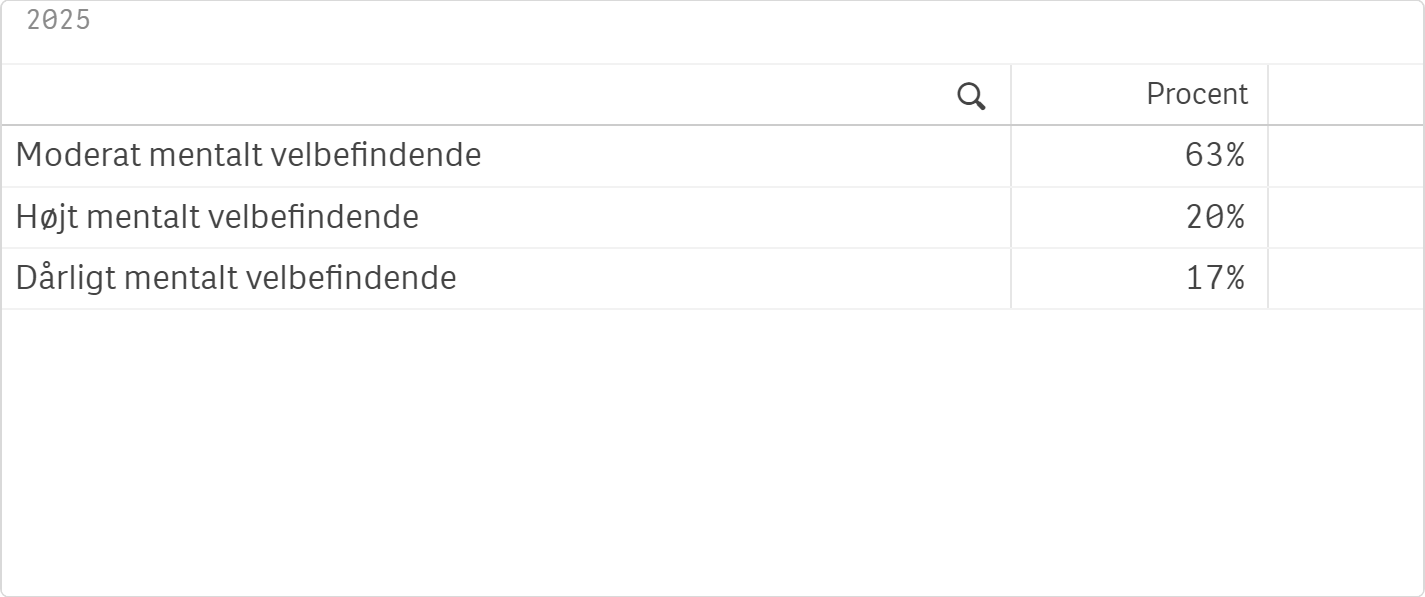 2025
Procent
Moderat mentalt velbefindende 63%
Højt mentalt velbefindende 20%
Dårligt mentalt velbefindende 17%